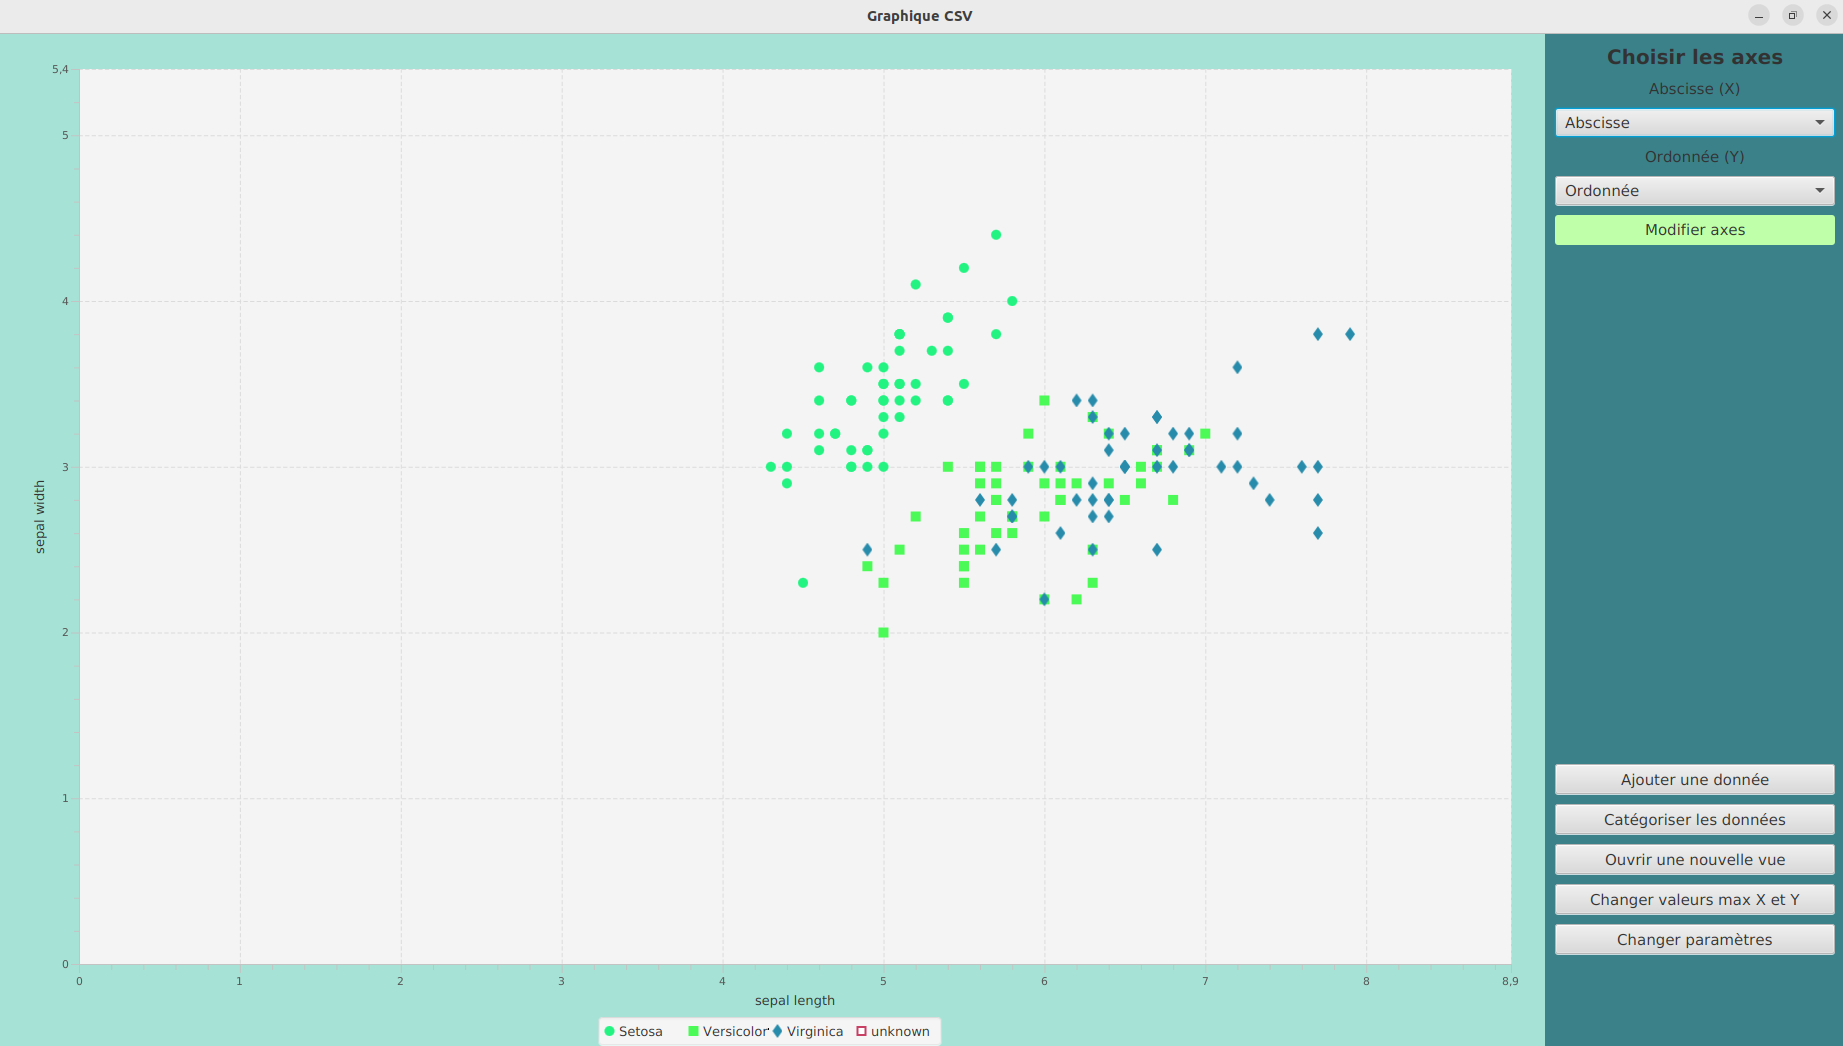 Graphique CSV
5,4
5
4
3
2
1
0
sepal width
0 1 2 3 4 5 6 7 8 8,9
sepal length
Setosa Versicolor Virginica unknown
Choisir les axes
Abscisse (X)
Abscisse
Ordonnée (Y)
Ordonnée
Modifier axes
Ajouter une donnée
Catégoriser les données
Ouvrir une nouvelle vue
Changer valeurs max X et Y
Changer paramètres